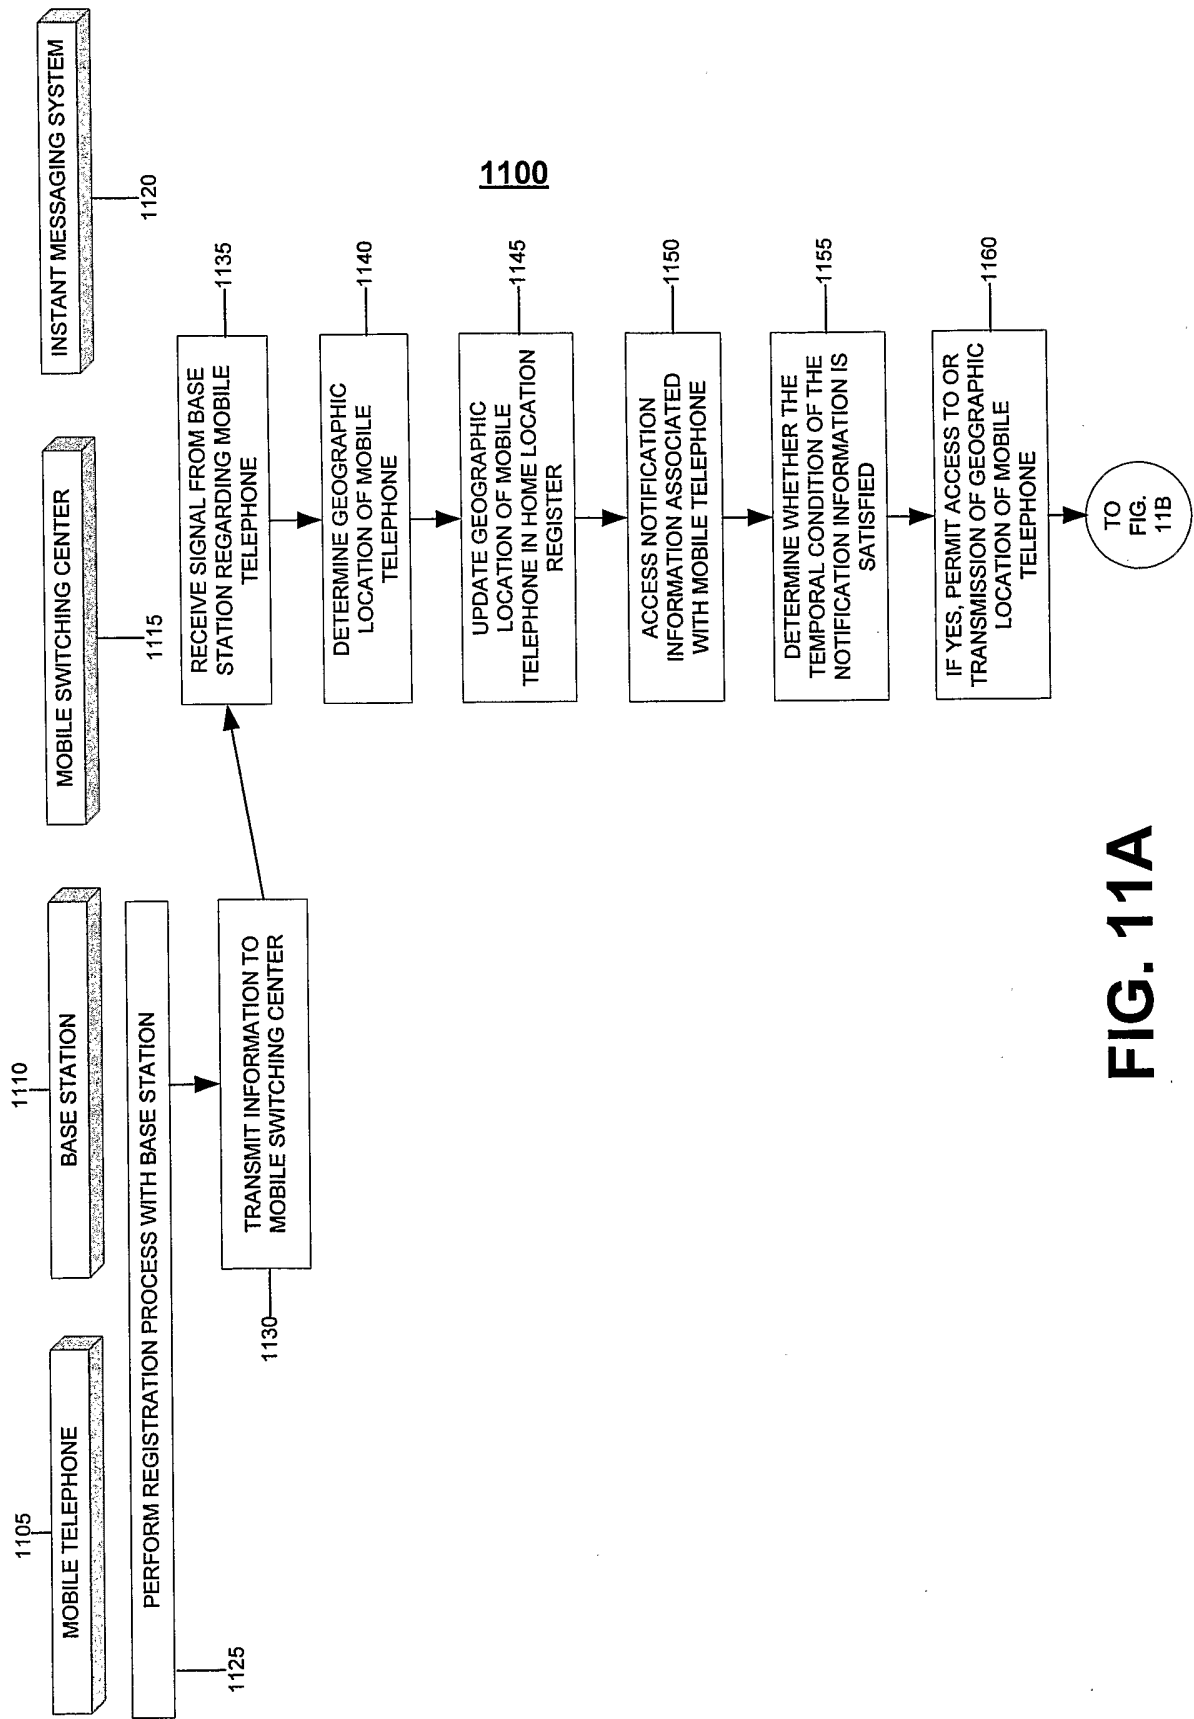 1105
1110
1115
1120
MOBILE TELEPHONE
BASE STATION
MOBILE SWITCHING CENTER
INSTANT MESSAGING SYSTEM
1125
PERFORM REGISTRATION PROCESS WITH BASE STATION
1130
TRANSMIT INFORMATION TO
MOBILE SWITCHING CENTER
RECEIVE SIGNAL FROM BASE
STATION REGARDING MOBILE
TELEPHONE
1135
DETERMINE GEOGRAPHIC
LOCATION OF MOBILE
TELEPHONE
1140
UPDATE GEOGRAPHIC
LOCATION OF MOBILE
TELEPHONE IN HOME LOCATION
REGISTER
1145
ACCESS NOTIFICATION
INFORMATION ASSOCIATED
WITH MOBILE TELEPHONE
1150
DETERMINE WHETHER THE
TEMPORAL CONDITION OF THE
NOTIFICATION INFORMATION IS
SATISFIED
1155
IF YES, PERMIT ACCESS TO OR
TRANSMISSION OF GEOGRAPHIC
LOCATION OF MOBILE
TELEPHONE
1160
TO
FIG.
11B
1100
FIG. 11A